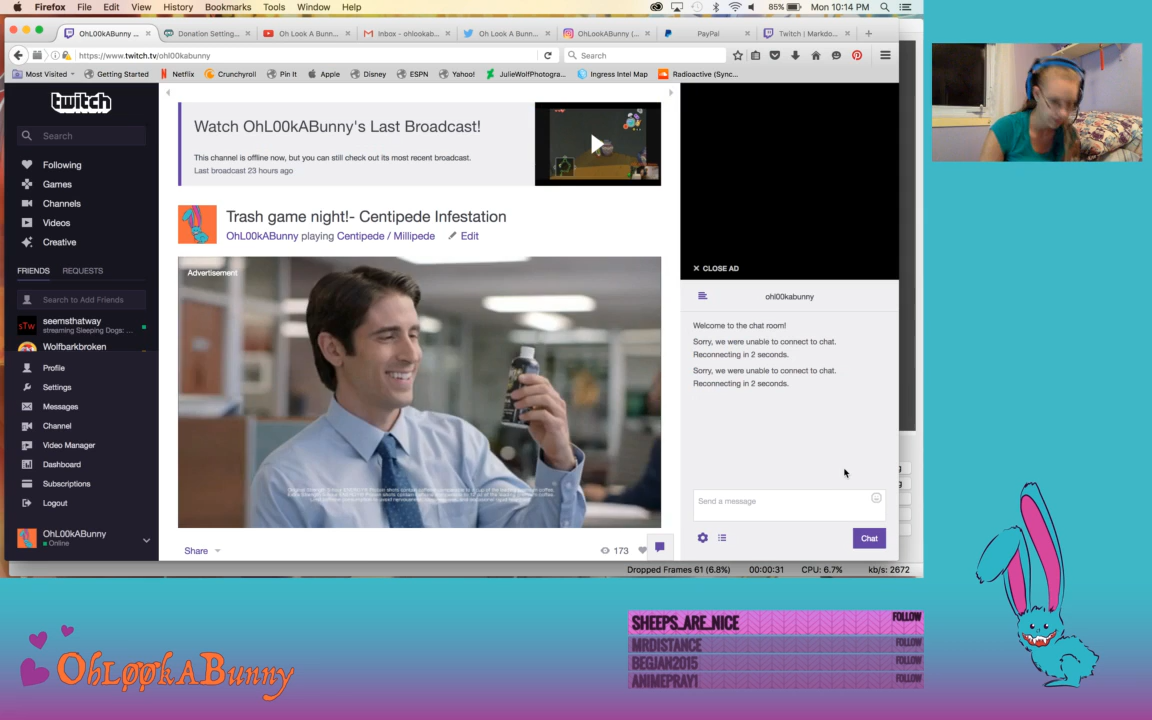 Firefox File Edit View History Bookmarks Tools Window Help
85% Mon 10:14 PM
OhL00kABunny ...
Donation Setting...
Oh Look A Bunn...
Inbox - ohlookab...
Oh Look A Bunn...
OhLookABunny (...
PayPal
Twitch | Markdo...
https://www.twitch.tv/ohl00kabunny
Search
Most Visited Getting Started Netflix Crunchyroll Pin It Apple Disney ESPN Yahoo! JulieWolfPhotogra... Ingress Intel Map Radioactive (Sync...
twitch
Search
Following
Games
Channels
Videos
Creative
FRIENDS REQUESTS
Search to Add Friends
sTw
seemsthatway
streaming Sleeping Dogs: ...
Wolfbarkbroken
Profile
Settings
Messages
Channel
Video Manager
Dashboard
Subscriptions
Logout
OhL00kABunny
Online
Watch OhL00kABunny's Last Broadcast!
This channel is offline now, but you can still check out its most recent broadcast.
Last broadcast 23 hours ago
Trash game night!- Centipede Infestation
OhL00kABunny playing Centipede / Millipede Edit
Advertisement
Share
173
✕ CLOSE AD
ohl00kabunny
Welcome to the chat room!
Sorry, we were unable to connect to chat.
Reconnecting in 2 seconds.
Sorry, we were unable to connect to chat.
Reconnecting in 2 seconds.
Send a message
Chat
Dropped Frames 61 (6.8%) 00:00:31 CPU: 6.7% kb/s: 2672
OhLøøkABunny
SHEEPS_ARE_NICE FOLLOW
MRDISTANCE FOLLOW
BEGJAN2015 FOLLOW
ANIMEPRAY1 FOLLOW